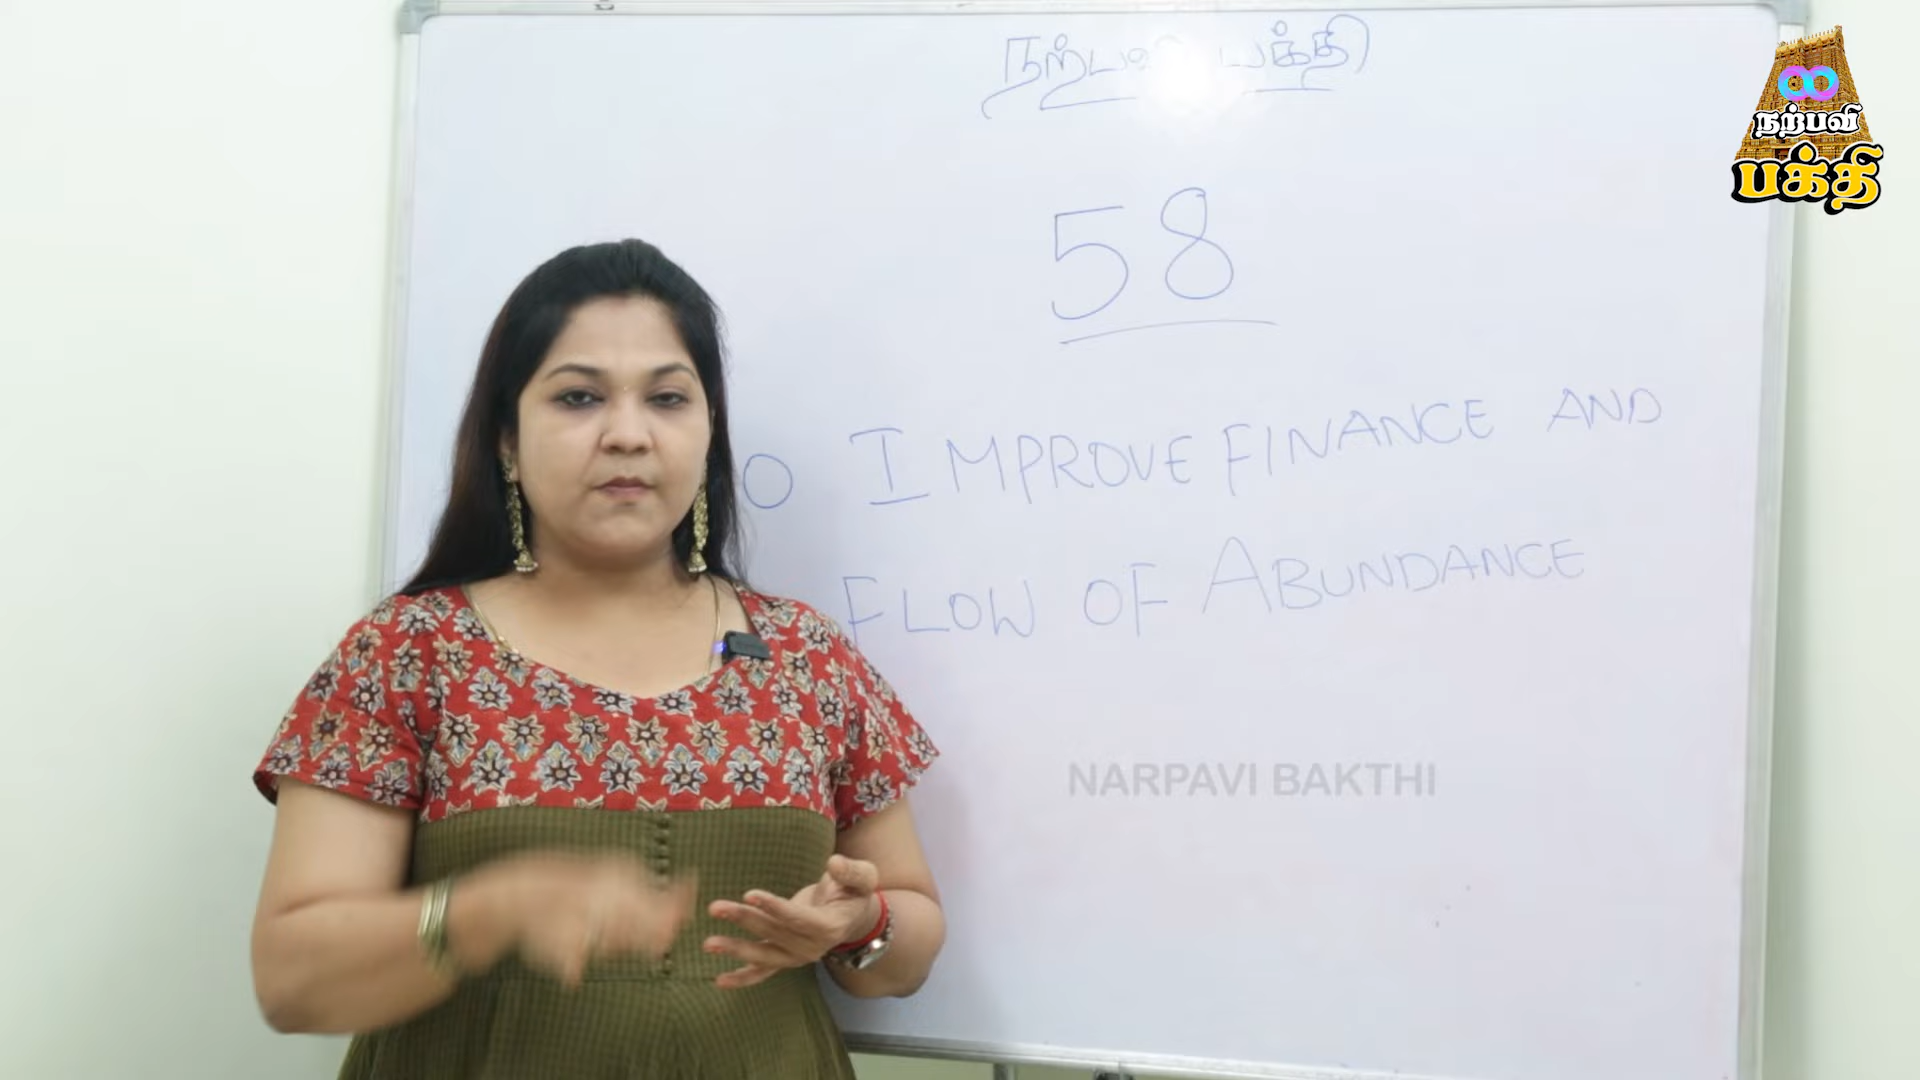 நற்பவி பக்தி
58
O IMPROVE FINANCE AND
FLOW OF ABUNDANCE
NARPAVI BAKTHI
நற்பவி
பக்தி